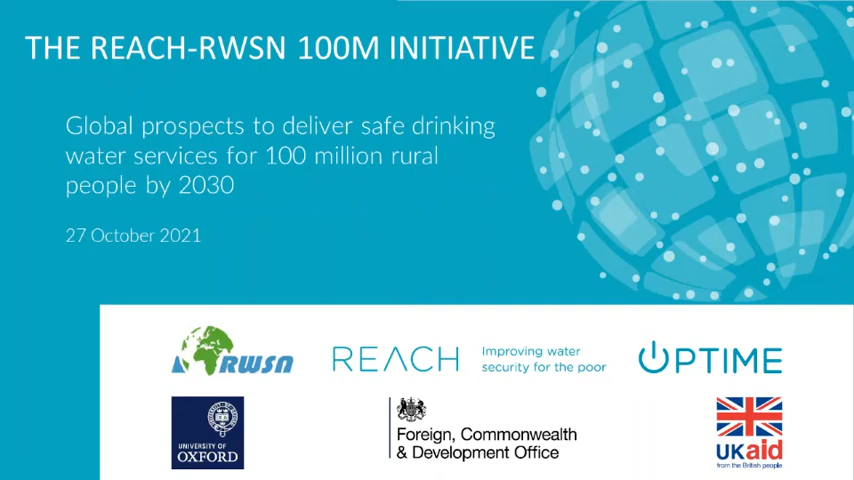 THE REACH-RWSN 100M INITIATIVE
Global prospects to deliver safe drinking
water services for 100 million rural
people by 2030
27 October 2021
RWSN
REACH
Improving water
security for the poor
UPTIME
UNIVERSITY OF
OXFORD
Foreign, Commonwealth
& Development Office
UKaid
from the British people